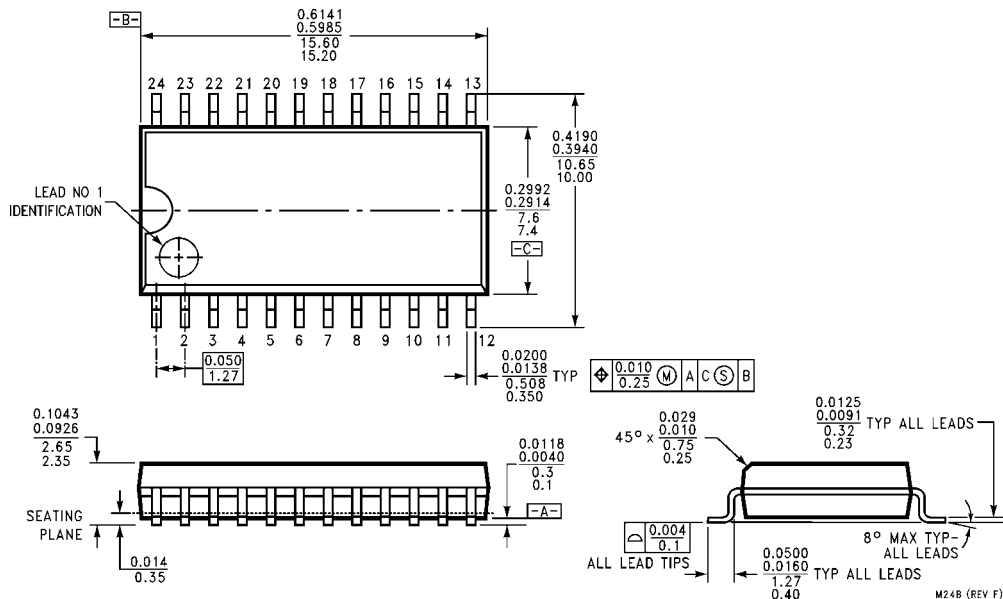 -B-
0.6141
0.5985
15.60
15.20
24 23 22 21 20 19 18 17 16 15 14 13
0.4190
0.3940
10.65
10.00
0.2992
0.2914
7.6
7.4
-C-
LEAD NO 1
IDENTIFICATION
1 2 3 4 5 6 7 8 9 10 11 12
0.050
1.27
0.0200
0.0138
0.508
0.350
TYP
⌖ 0.010 Ⓜ A C Ⓢ B
0.25
0.1043
0.0926
2.65
2.35
0.0118
0.0040
0.3
0.1
-A-
SEATING
PLANE
0.014
0.35
45° x
0.029
0.010
0.75
0.25
0.0125
0.0091
0.32
0.23
TYP ALL LEADS
0.004
0.1
ALL LEAD TIPS
8° MAX TYP-
ALL LEADS
0.0500
0.0160
1.27
0.40
TYP ALL LEADS
M24B (REV F)